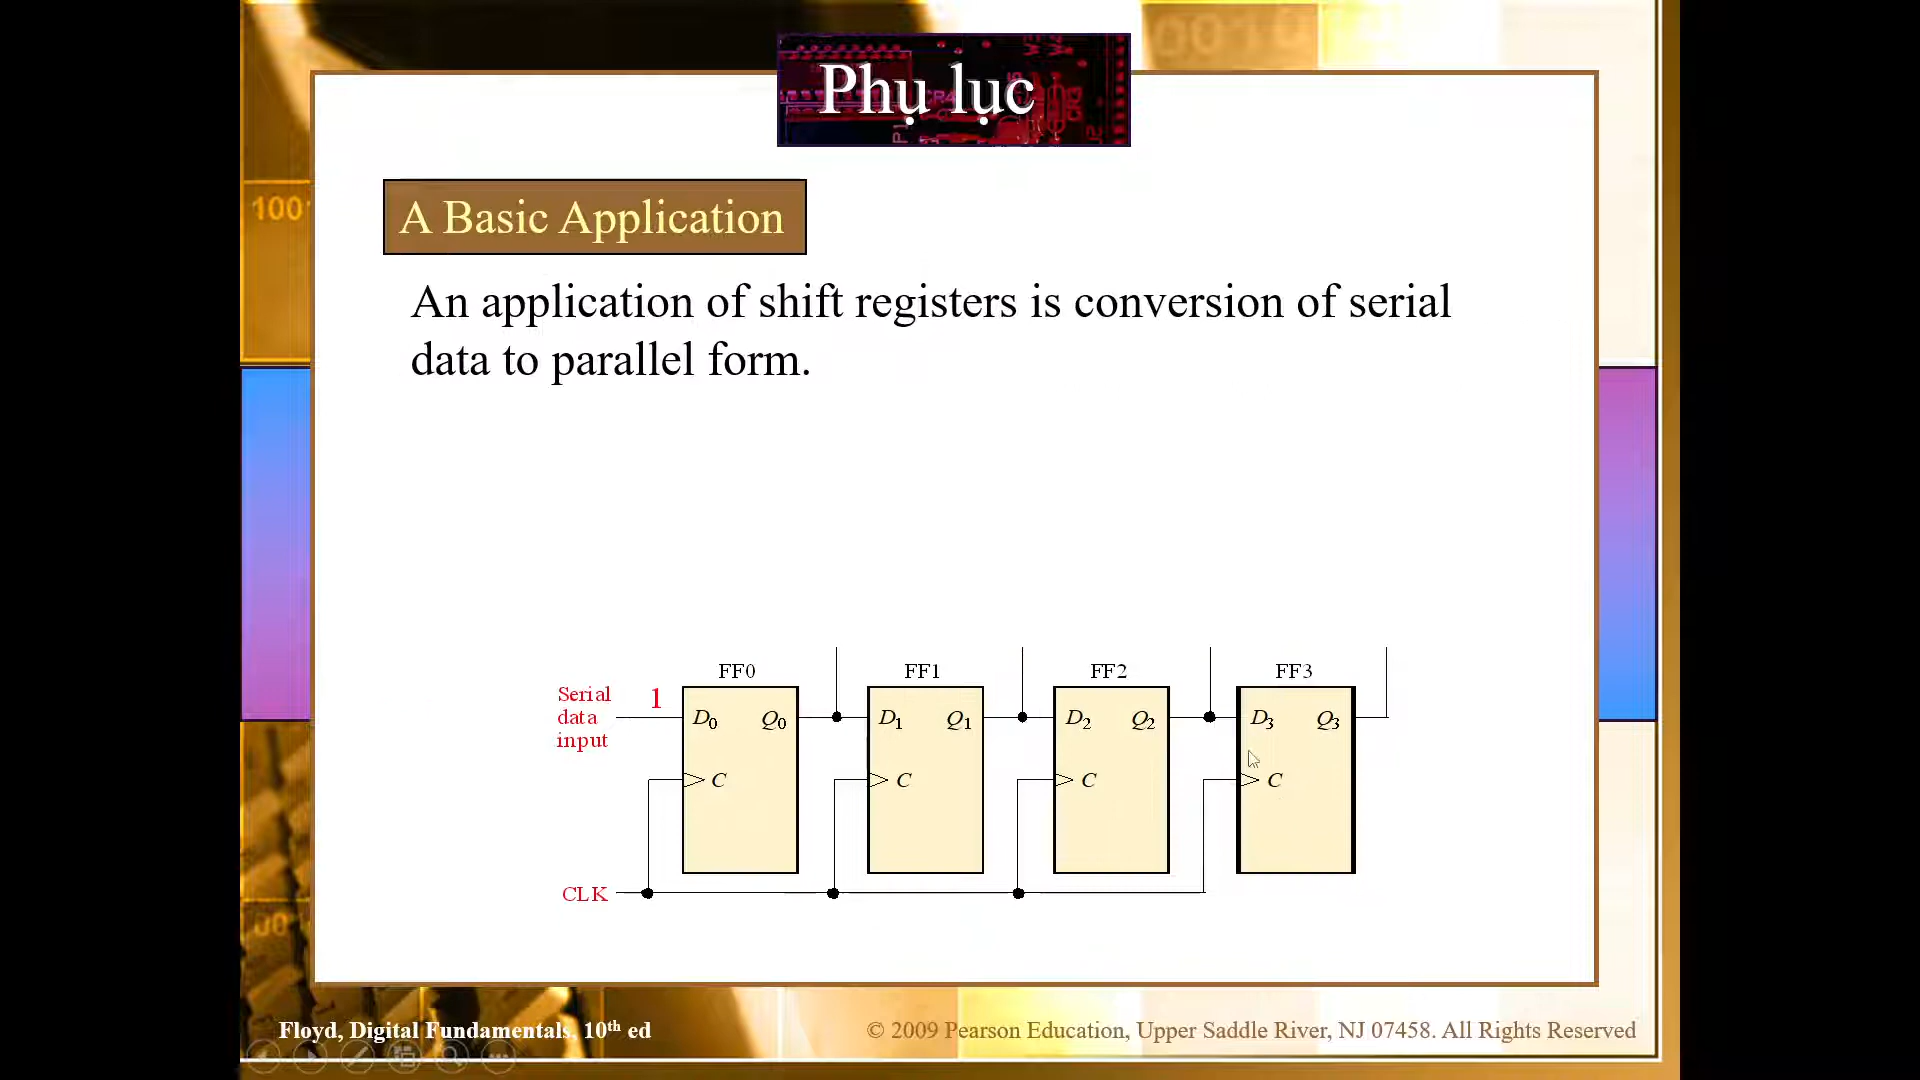 Phụ lục
A Basic Application
An application of shift registers is conversion of serial
data to parallel form.
FF0 FF1 FF2 FF3
Serial
data
input
1
D0 Q0 D1 Q1 D2 Q2 D3 Q3
C C C C
CLK
Floyd, Digital Fundamentals, 10th ed
© 2009 Pearson Education, Upper Saddle River, NJ 07458. All Rights Reserved